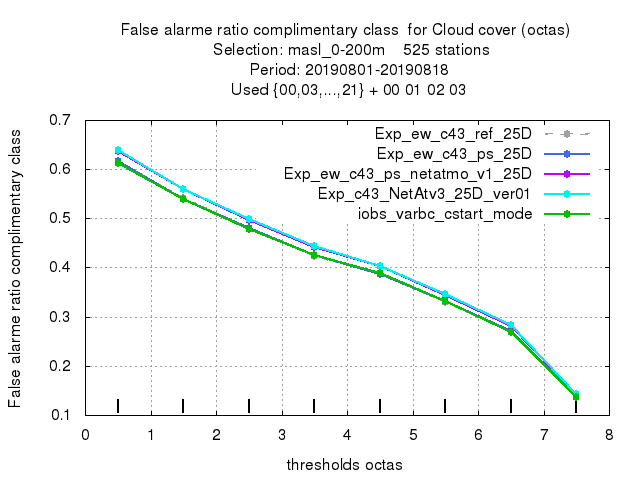 False alarme ratio complimentary class  for Cloud cover (octas)
Selection: masl_0-200m    525 stations
Period: 20190801-20190818
Used {00,03,...,21} + 00 01 02 03
False alarme ratio complimentary class
0.7
0.6
0.5
0.4
0.3
0.2
0.1
Exp_ew_c43_ref_25D
Exp_ew_c43_ps_25D
Exp_ew_c43_ps_netatmo_v1_25D
Exp_c43_NetAtv3_25D_ver01
iobs_varbc_cstart_mode
0 1 2 3 4 5 6 7 8
thresholds octas